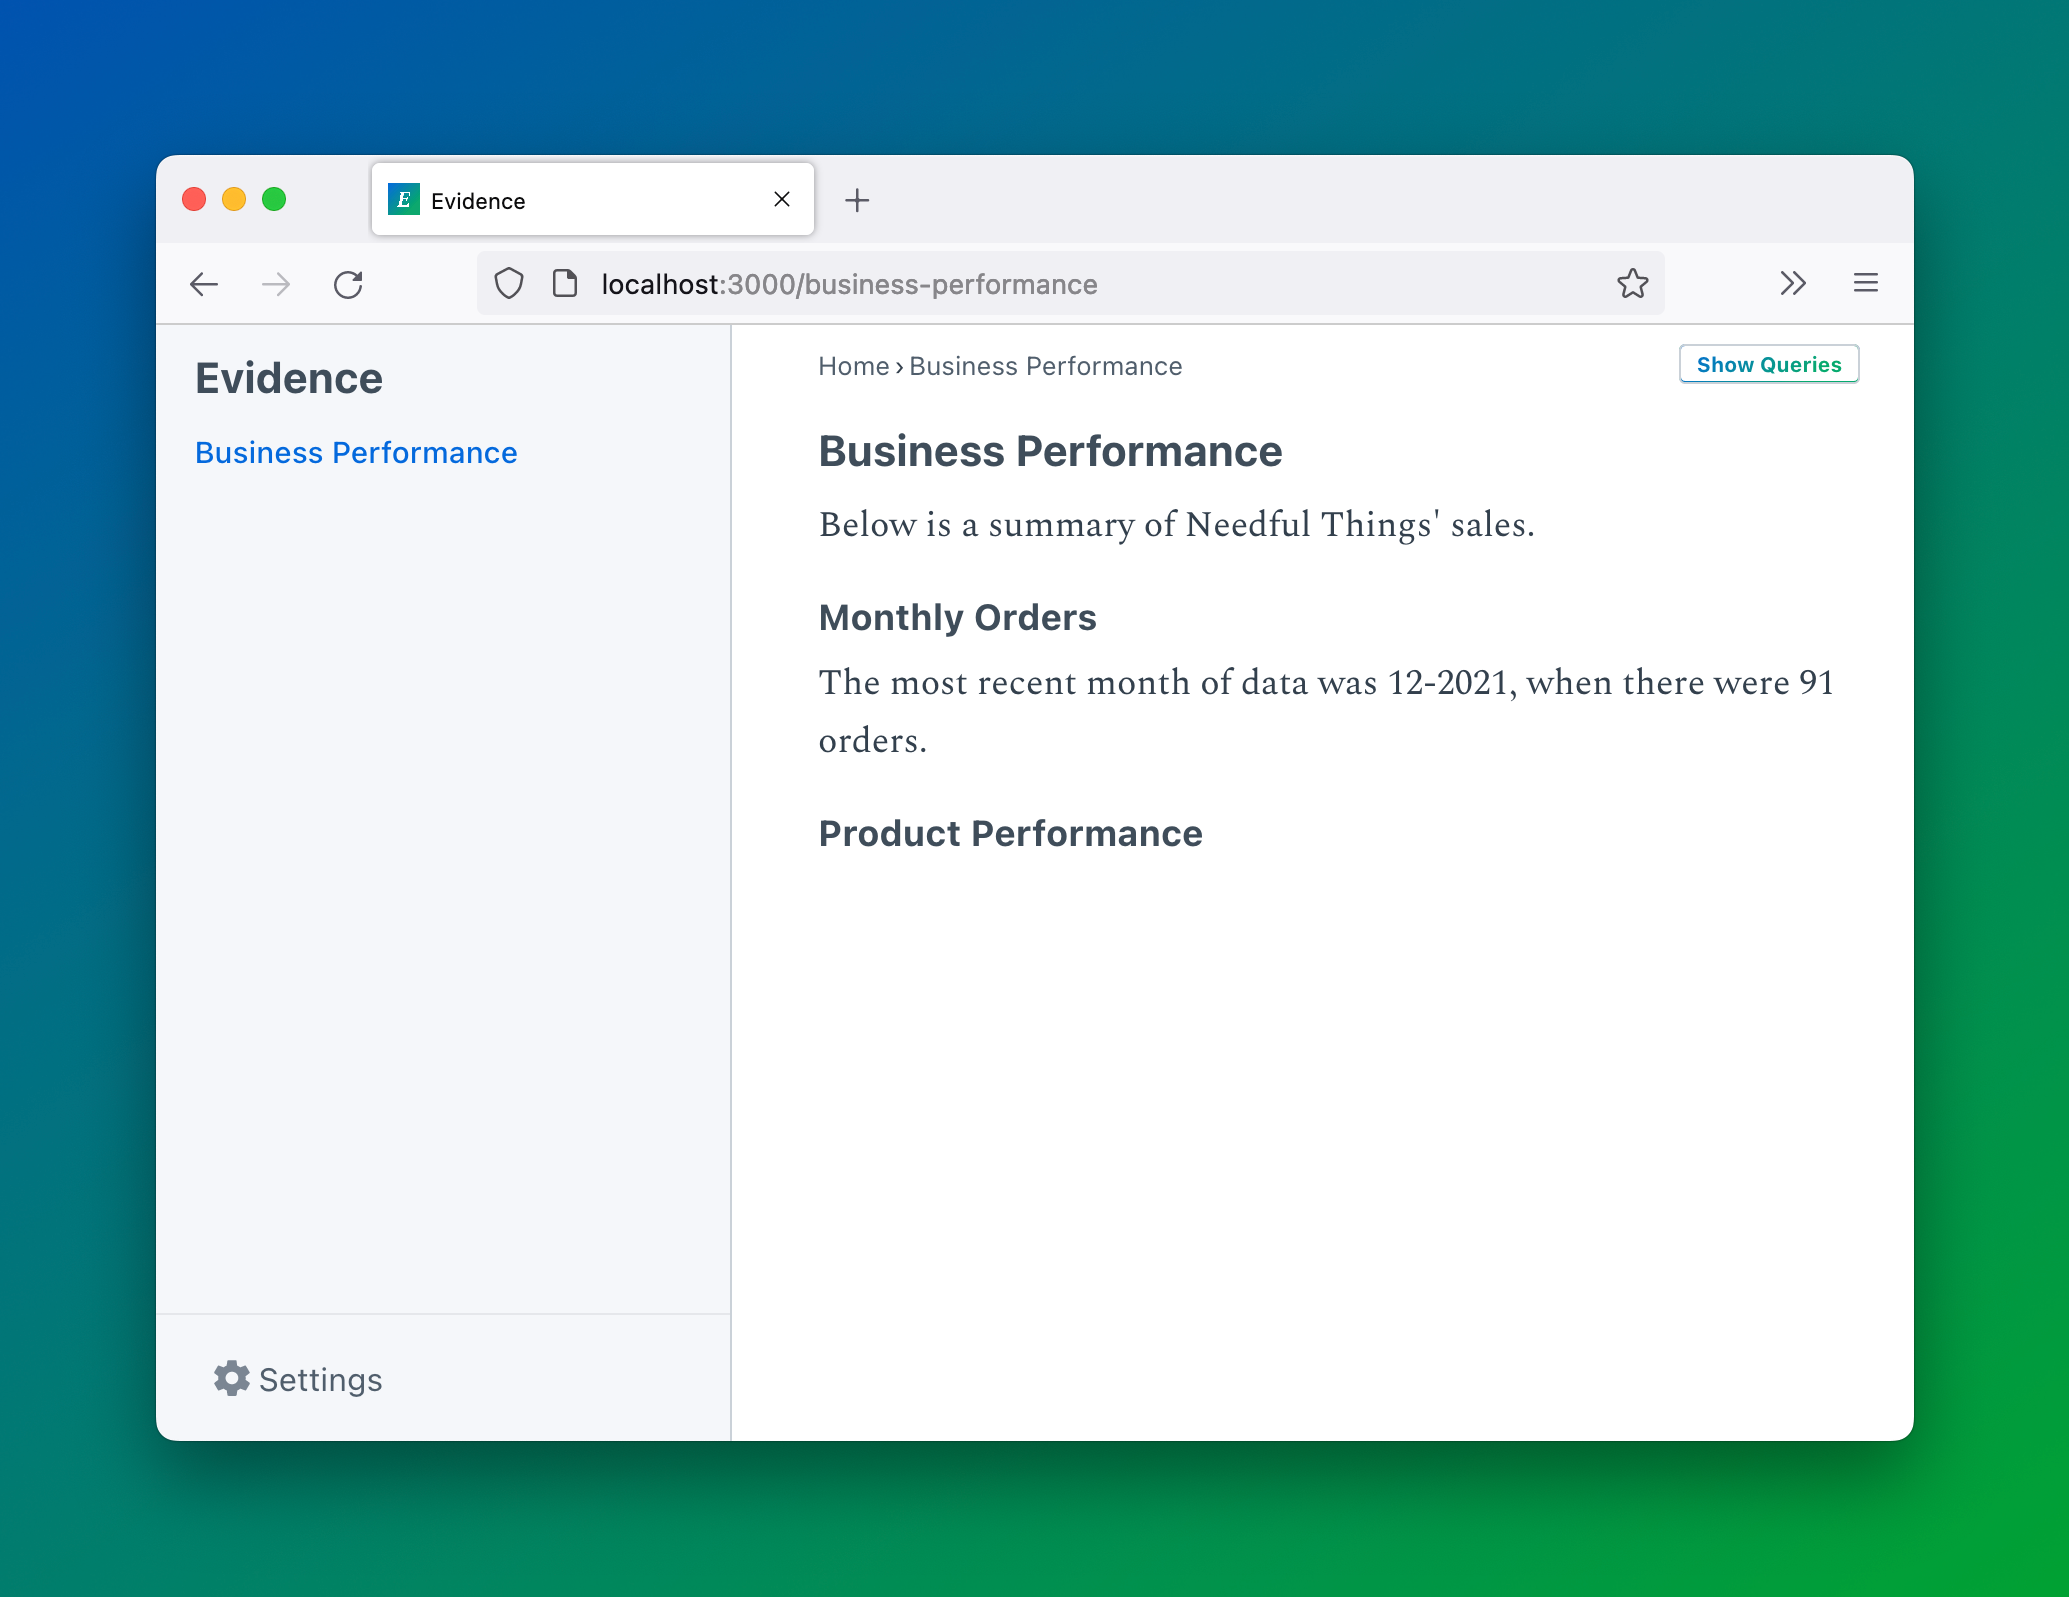 E Evidence
localhost:3000/business-performance
Evidence
Business Performance
Settings
Home › Business Performance
Show Queries
Business Performance
Below is a summary of Needful Things' sales.
Monthly Orders
The most recent month of data was 12-2021, when there were 91
orders.
Product Performance